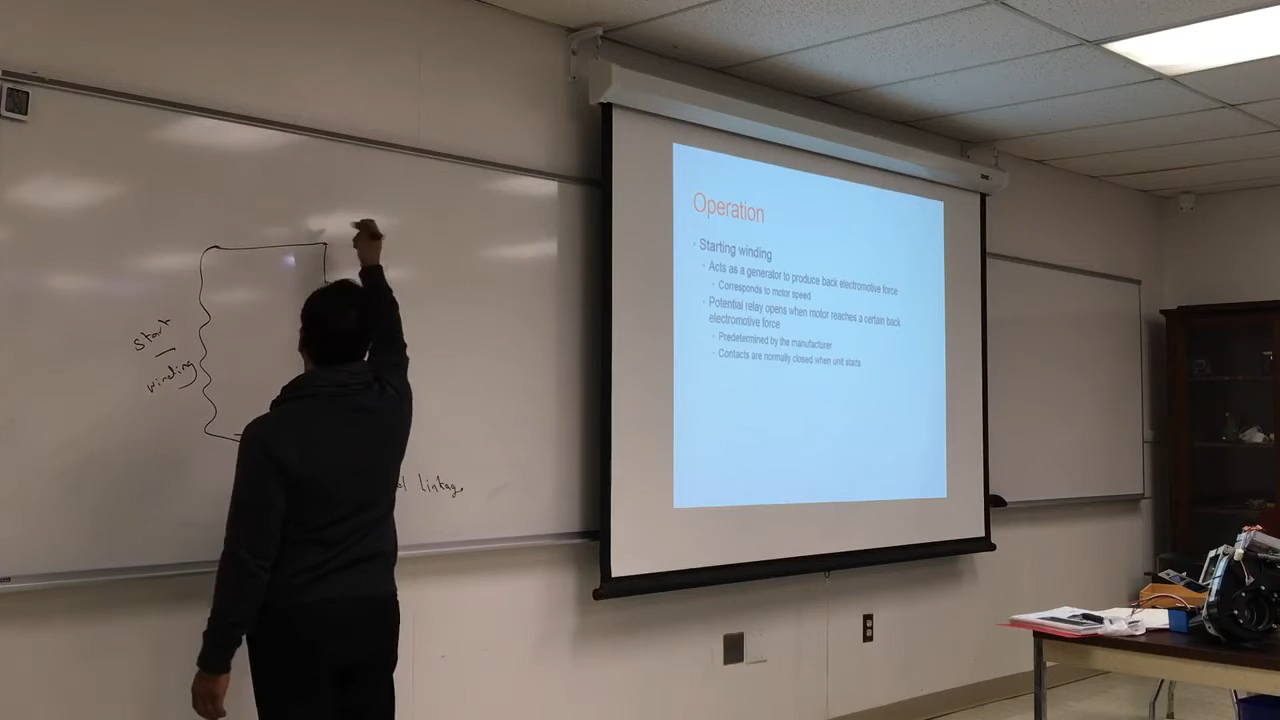 start
winding
Linkag
Operation
Starting winding
Acts as a generator to produce back electromotive force
Corresponds to motor speed
Potential relay opens when motor reaches a certain back
electromotive force
Predetermined by the manufacturer
Contacts are normally closed when unit starts